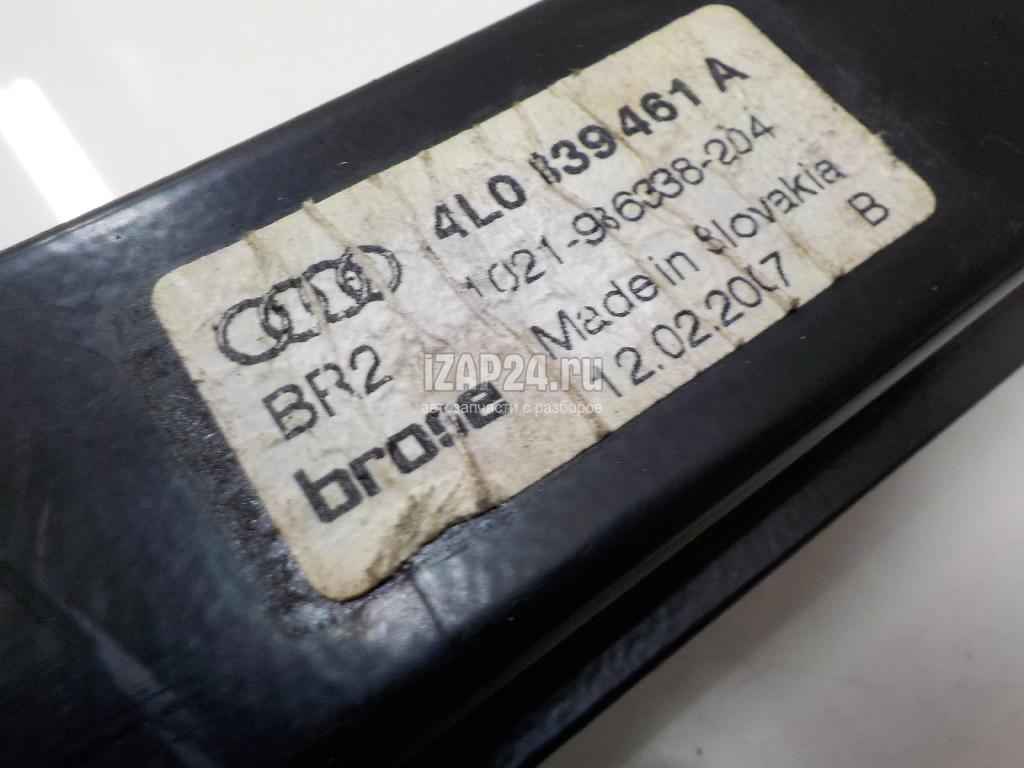 4L0 839 461 A
1021-986338-204
BR2
Made in Slovakia
brose
12.02.2007
B
iZAP24.ru
автозапчасти с разборов